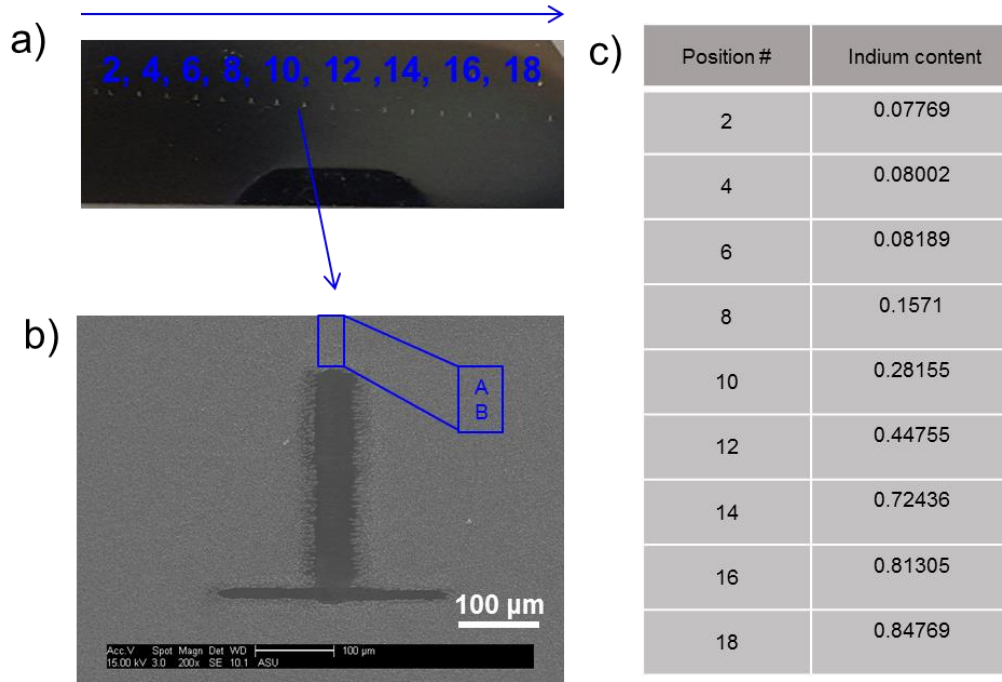 a)
2, 4, 6, 8, 10, 12 ,14, 16, 18
b)
A
B
100 µm
Acc.V Spot Magn Det WD 100 µm
15.00 kV 3.0 200x SE 10.1 ASU
c)
Position # Indium content
2 0.07769
4 0.08002
6 0.08189
8 0.1571
10 0.28155
12 0.44755
14 0.72436
16 0.81305
18 0.84769